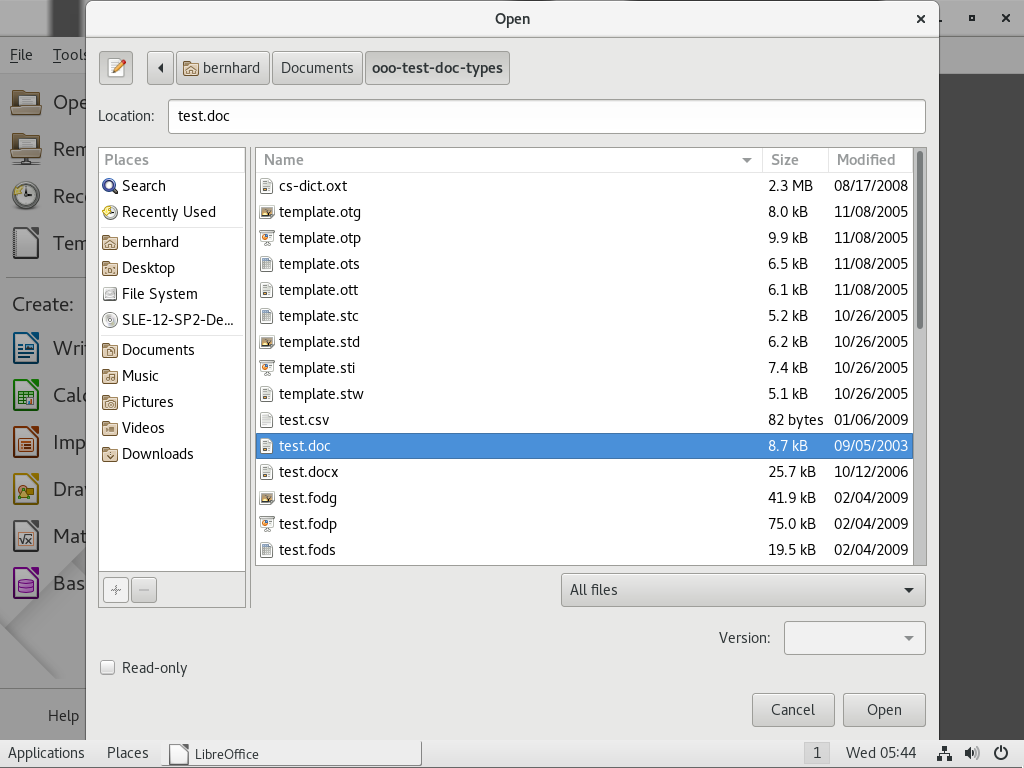 Open
File Tools
bernhard Documents ooo-test-doc-types
Location: test.doc
Places
Search
Recently Used
bernhard
Desktop
File System
SLE-12-SP2-De...
Documents
Music
Pictures
Videos
Downloads
Name Size Modified
cs-dict.oxt 2.3 MB 08/17/2008
template.otg 8.0 kB 11/08/2005
template.otp 9.9 kB 11/08/2005
template.ots 6.5 kB 11/08/2005
template.ott 6.1 kB 11/08/2005
template.stc 5.2 kB 10/26/2005
template.std 6.2 kB 10/26/2005
template.sti 7.4 kB 10/26/2005
template.stw 5.1 kB 10/26/2005
test.csv 82 bytes 01/06/2009
test.doc 8.7 kB 09/05/2003
test.docx 25.7 kB 10/12/2006
test.fodg 41.9 kB 02/04/2009
test.fodp 75.0 kB 02/04/2009
test.fods 19.5 kB 02/04/2009
All files
Version:
Read-only
Cancel Open
Ope
Rem
Rec
Tem
Create:
Writ
Calc
Imp
Dra
Mat
Bas
Help
Applications Places LibreOffice 1 Wed 05:44